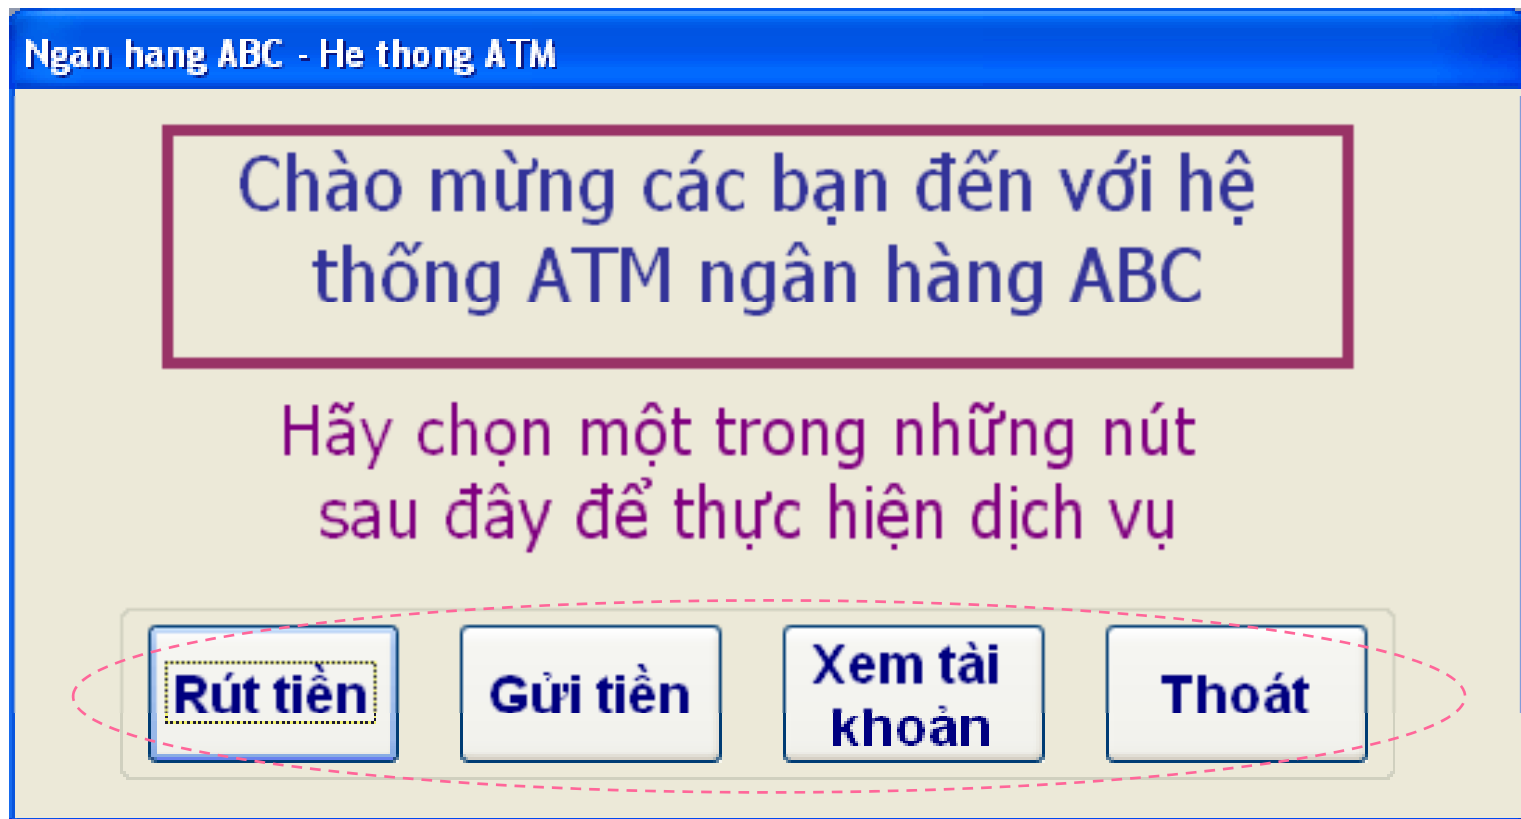 Ngan hang ABC - He thong ATM
Chào mừng các bạn đến với hệ
thống ATM ngân hàng ABC
Hãy chọn một trong những nút
sau đây để thực hiện dịch vụ
Rút tiền
Gửi tiền
Xem tài
khoản
Thoát